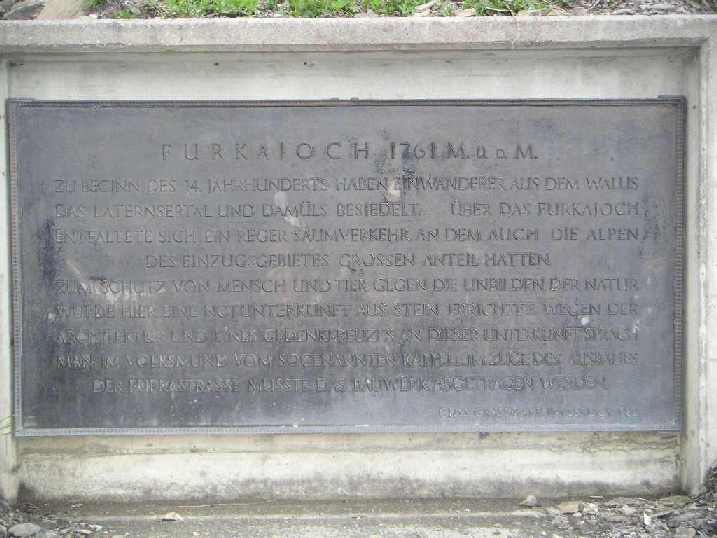 FURKAJOCH 1761 M.ü.M.
ZU BEGINN DES 14. JAHRHUNDERTS HABEN EINWANDERER AUS DEM WALLIS
DAS LATERNSERTAL UND DAMÜLS BESIEDELT. ÜBER DAS FURKAJOCH
ENTFALTETE SICH EIN REGER SAUMVERKEHR, AN DEM AUCH DIE ALPEN
DES EINZUGSGEBIETES GROSSEN ANTEIL HATTEN.
ZUM SCHUTZ VON MENSCH UND TIER GEGEN DIE UNBILDEN DER NATUR
WURDE HIER EINE NOTUNTERKUNFT AUS STEIN ERRICHTET. WEGEN DER
ARCHITEKTUR UND EINES GEDENKKREUZES AN DIESER UNTERKUNFT SPRACH
MAN IM VOLKSMUND VOM SOGENANNTEN KAPPELE. IM ZUGE DES AUSBAUES
DER FURKASTRASSE MUSSTE DAS BAUWERK ABGETRAGEN WERDEN.